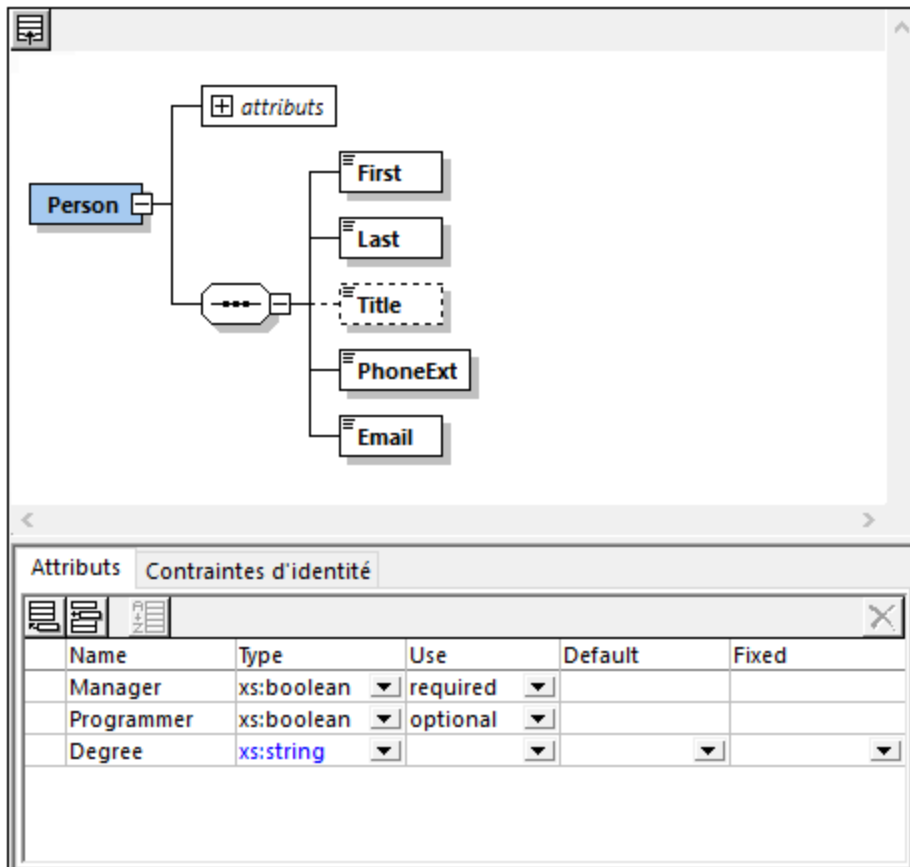 attributs
First
Person
Last
Title
PhoneExt
Email
Attributs Contraintes d'identité
Name Type Use Default Fixed
Manager xs:boolean required
Programmer xs:boolean optional
Degree xs:string